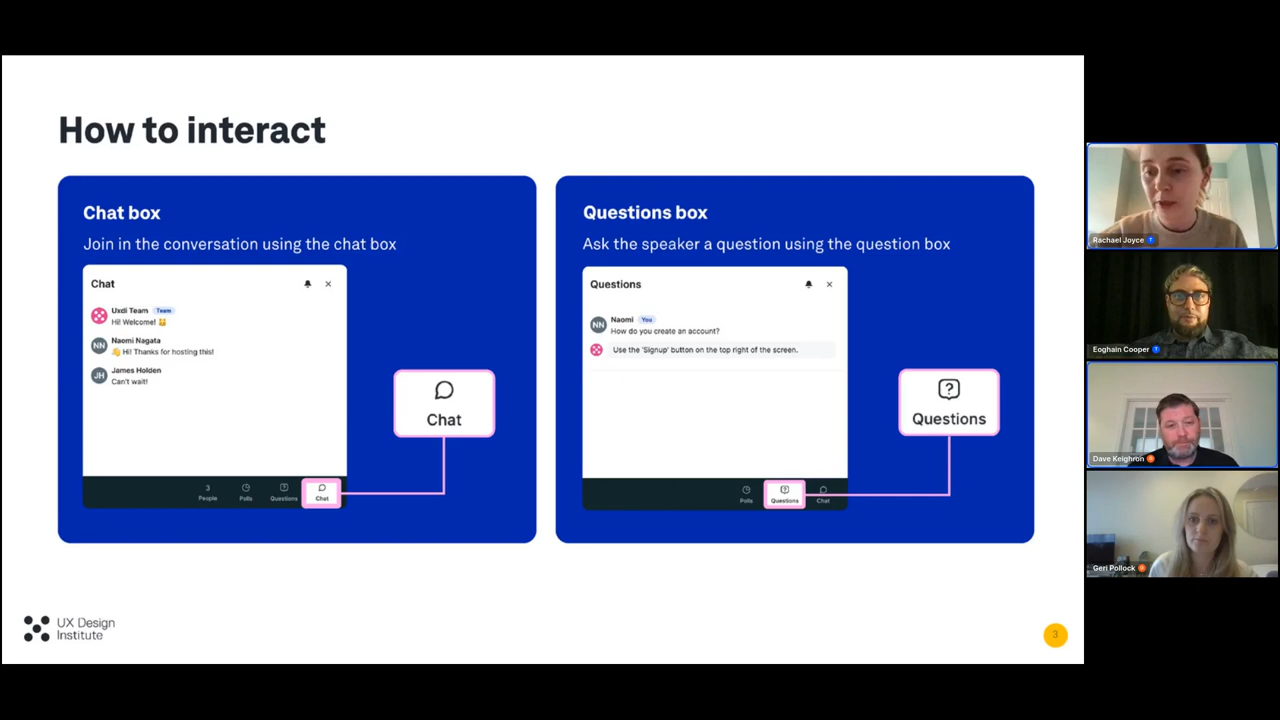 How to interact
Chat box
Join in the conversation using the chat box
Chat
Uxdi Team Team
Hi! Welcome! 😸
NN
Naomi Nagata
👋 Hi! Thanks for hosting this!
JH
James Holden
Can't wait!
3
People
Polls
Questions
Chat
Chat
Questions box
Ask the speaker a question using the question box
Questions
NN
Naomi You
How do you create an account?
Use the 'Signup' button on the top right of the screen.
Polls
Questions
Chat
Questions
UX Design
Institute
3
Rachael Joyce
Eoghain Cooper
Dave Keighron
Geri Pollock